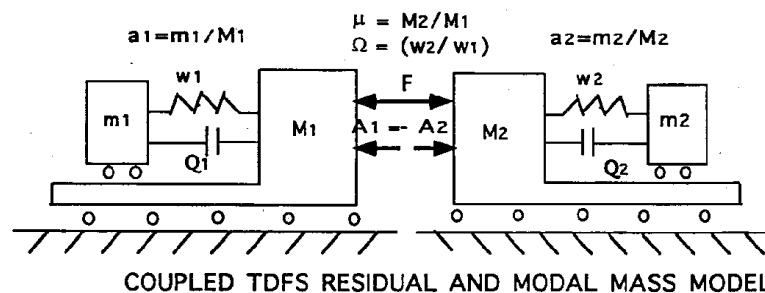 μ = M2/M1
a1=m1/M1
Ω = (w2/w1)
a2=m2/M2
w1
F
w2
m1
M1
A1 =- A2
M2
m2
Q1
Q2
COUPLED TDFS RESIDUAL AND MODAL MASS MODEL